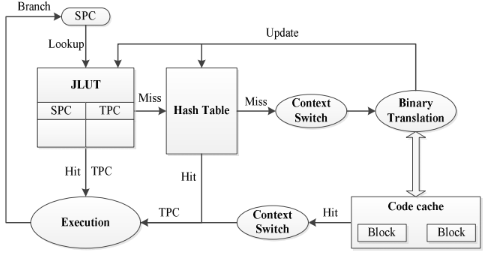 Branch
SPC
Lookup
Update
JLUT
SPC
TPC
Miss
Hash Table
Miss
Context
Switch
Binary
Translation
Hit
TPC
Hit
Execution
TPC
Context
Switch
Hit
Code cache
Block
Block